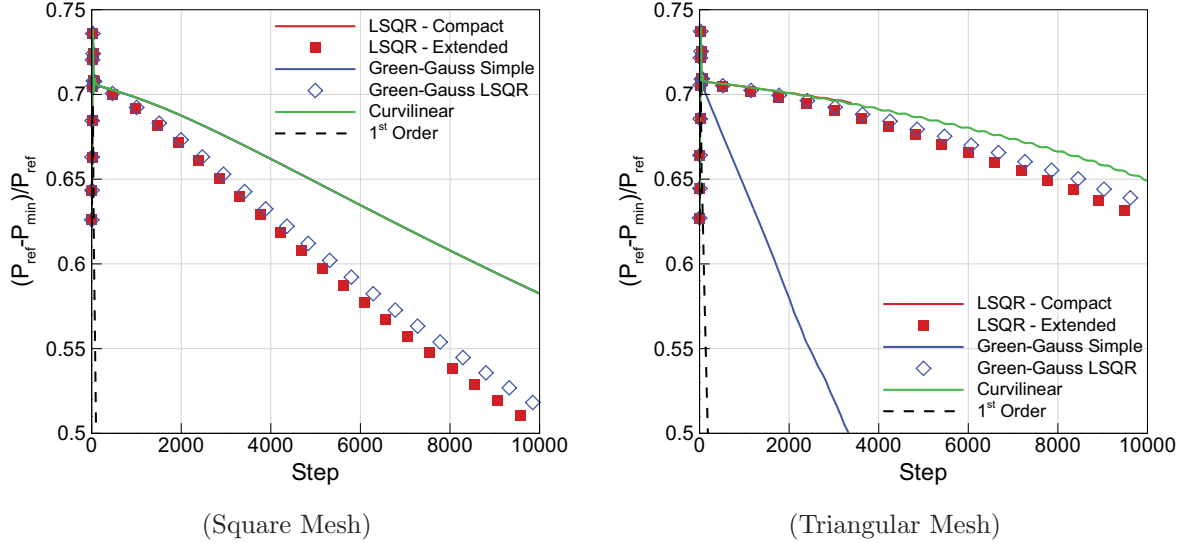 (P_ref-P_min)/P_ref
0.75
0.7
0.65
0.6
0.55
0.5
0 2000 4000 6000 8000 10000
Step
LSQR - Compact
LSQR - Extended
Green-Gauss Simple
Green-Gauss LSQR
Curvilinear
1st Order
(Square Mesh)
(P_ref-P_min)/P_ref
0.75
0.7
0.65
0.6
0.55
0.5
0 2000 4000 6000 8000 10000
Step
LSQR - Compact
LSQR - Extended
Green-Gauss Simple
Green-Gauss LSQR
Curvilinear
1st Order
(Triangular Mesh)